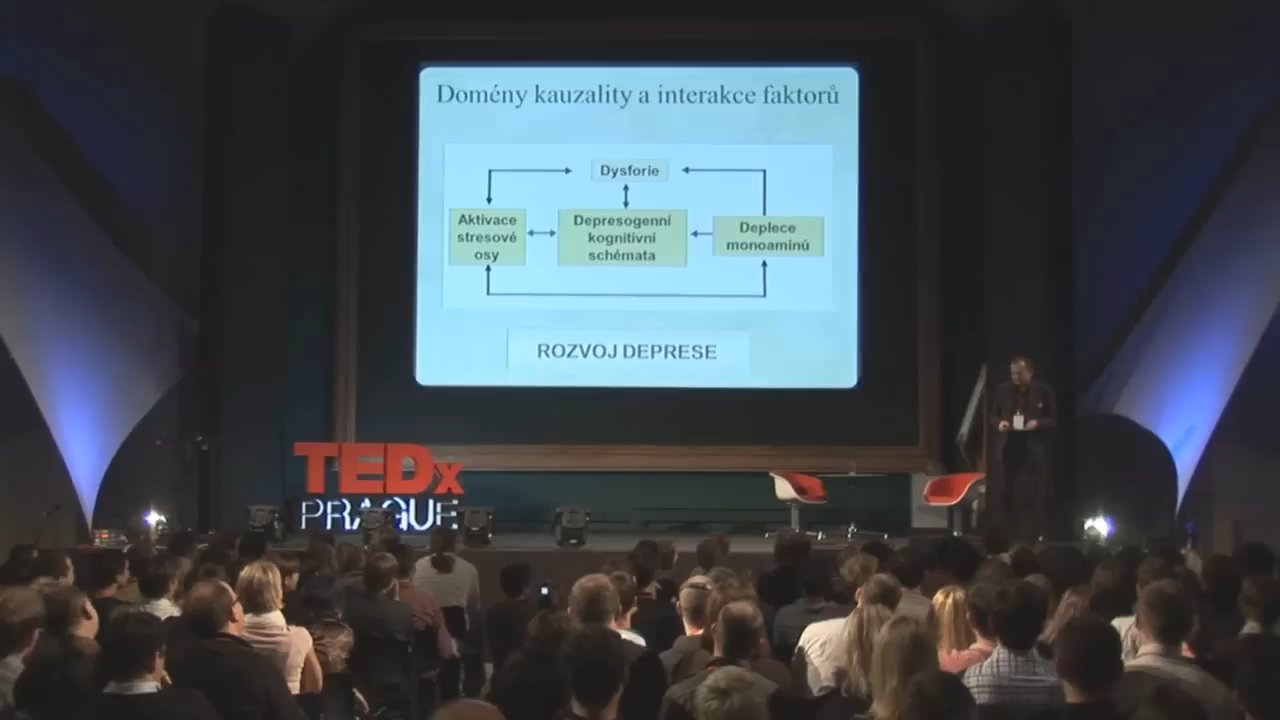 Domény kauzality a interakce faktorů
Dysforie
Aktivace
stresové
osy
Depresogenní
kognitivní
schémata
Deplece
monoaminů
ROZVOJ DEPRESE
TEDx
PRAGUE